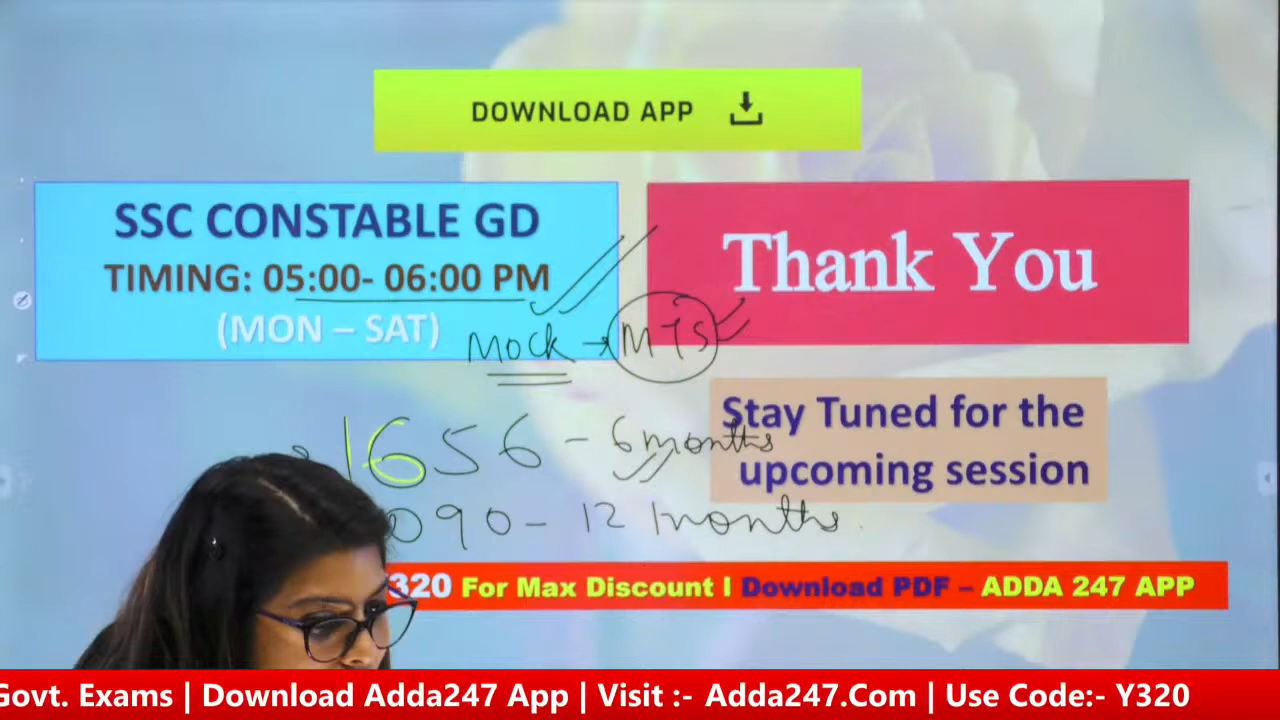 DOWNLOAD APP
SSC CONSTABLE GD
TIMING: 05:00- 06:00 PM
(MON – SAT)
Thank You
Mock → MTS
1656 - 6 months
090 - 12 months.
Stay Tuned for the
upcoming session
320 For Max Discount I Download PDF – ADDA 247 APP
Govt. Exams | Download Adda247 App | Visit :- Adda247.Com | Use Code:- Y320